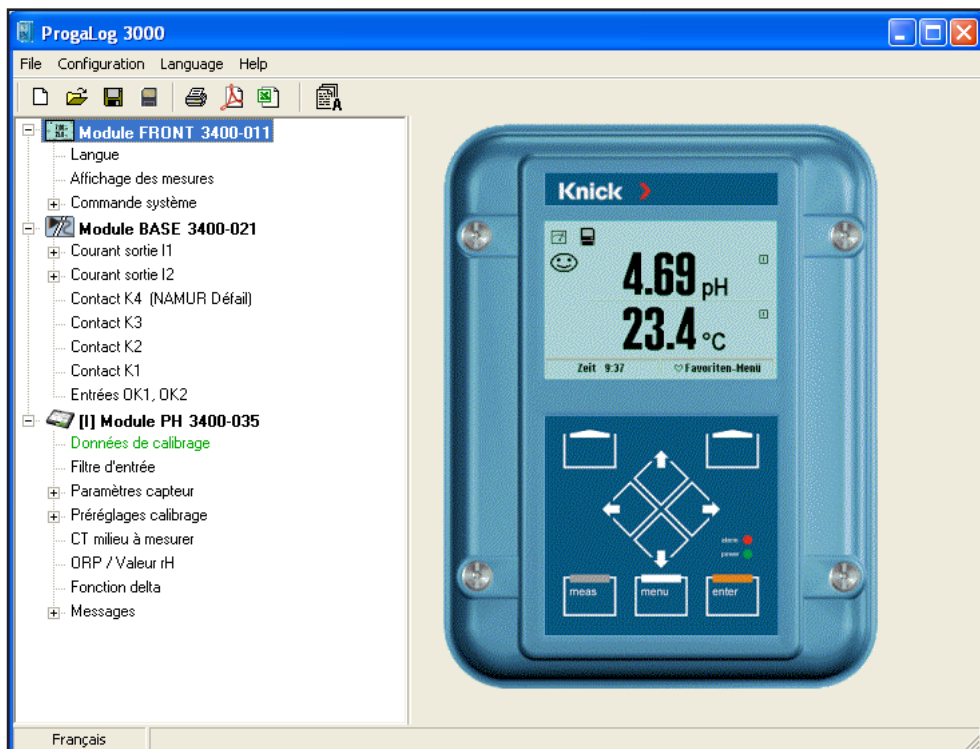 ProgaLog 3000
File Configuration Language Help
A
Module FRONT 3400-011
Langue
Affichage des mesures
Commande système
Module BASE 3400-021
Courant sortie I1
Courant sortie I2
Contact K4 (NAMUR Défail)
Contact K3
Contact K2
Contact K1
Entrées OK1, OK2
[I] Module PH 3400-035
Données de calibrage
Filtre d'entrée
Paramètres capteur
Préréglages calibrage
CT milieu à mesurer
ORP / Valeur rH
Fonction delta
Messages
Knick
4.69 pH
23.4 °C
Zeit 9:37 Favoriten-Menü
alarm
power
meas menu enter
Français